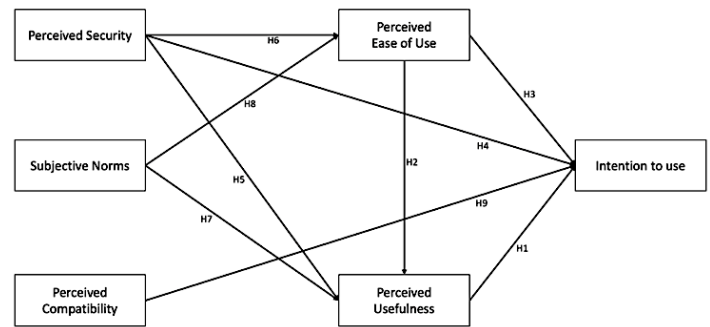 Perceived Security
Perceived
Ease of Use
H6
H8
H3
H4
H2
Subjective Norms
Intention to use
H5
H7
H9
H1
Perceived
Compatibility
Perceived
Usefulness